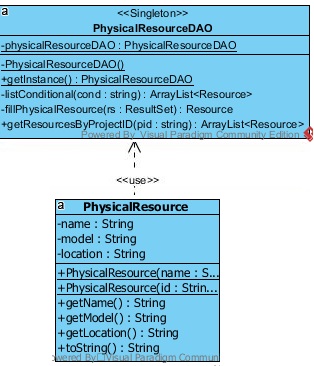 a
<<Singleton>>
PhysicalResourceDAO
-physicalResourceDAO : PhysicalResourceDAO
-PhysicalResourceDAO()
+getInstance() : PhysicalResourceDAO
-listConditional(cond : string) : ArrayList<Resource>
-fillPhysicalResource(rs : ResultSet) : Resource
+getResourcesByProjectID(pid : string) : ArrayList<Resource>
Powered By Visual Paradigm Community Edition
<<use>>
a
PhysicalResource
-name : String
-model : String
-location : String
+PhysicalResource(name : S...
+PhysicalResource(id : Strin...
+getName() : String
+getModel() : String
+getLocation() : String
+toString() : String
owered By Visual Paradigm Commun